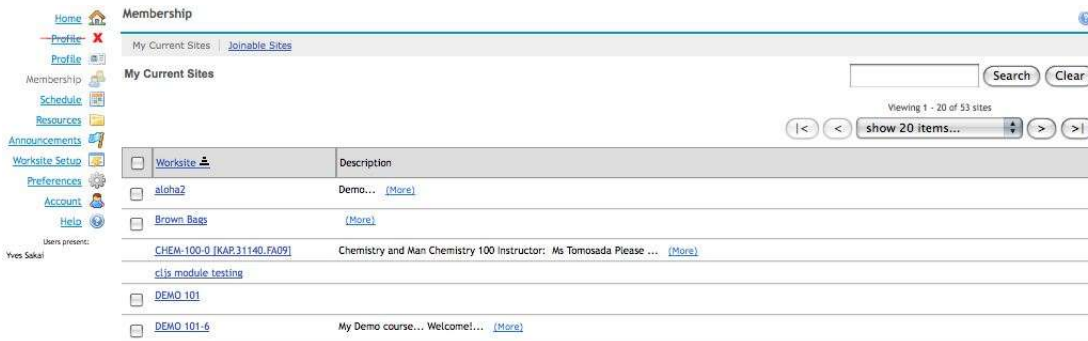 Home
Profile
Profile
Membership
Schedule
Resources
Announcements
Worksite Setup
Preferences
Account
Help
Users present:
Yves Sakai
Membership
My Current Sites | Joinable Sites
My Current Sites
Search Clear
Viewing 1 - 20 of 53 sites
|< < show 20 items... > >|
Worksite Description
aloha2 Demo... (More)
Brown Bags (More)
CHEM-100-0 [KAP.31140.FA09] Chemistry and Man Chemistry 100 Instructor: Ms Tomosada Please ... (More)
cljs module testing
DEMO 101
DEMO 101-6 My Demo course... Welcome!... (More)